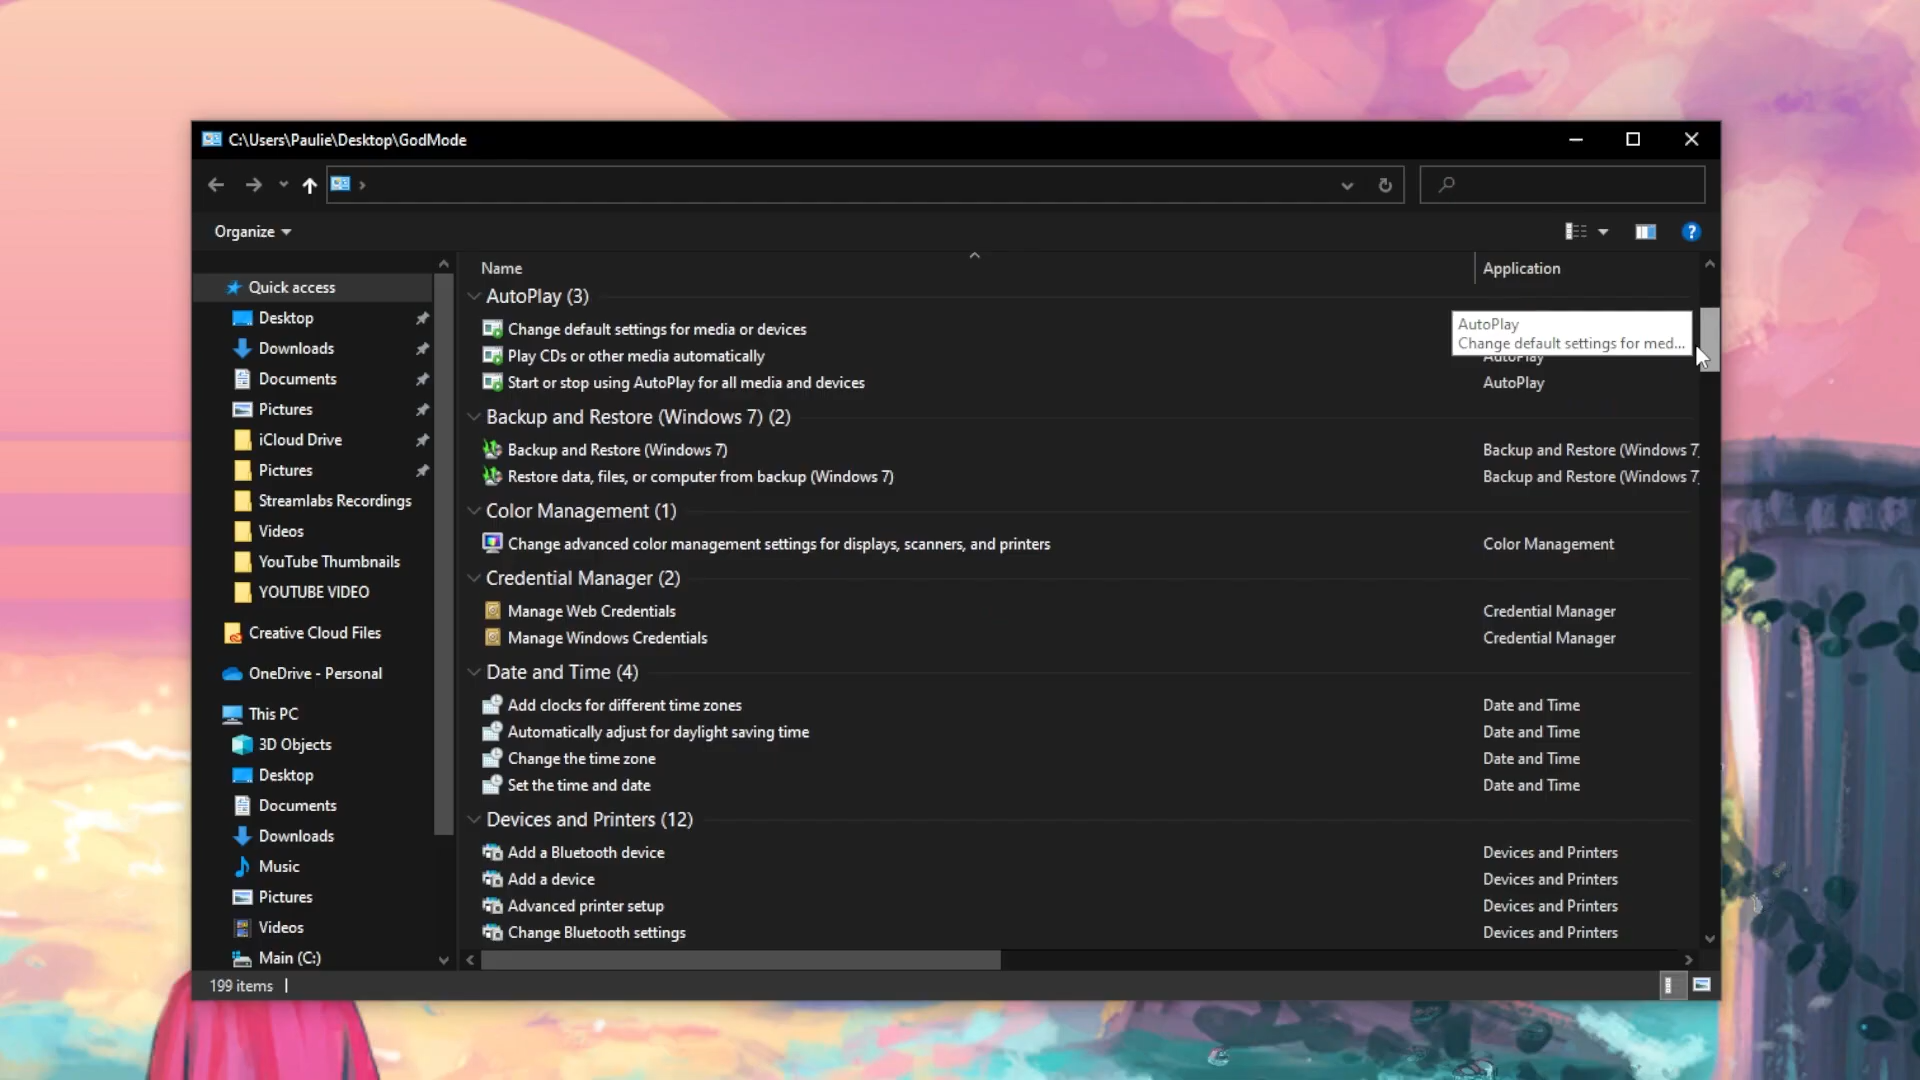 C:\Users\Paulie\Desktop\GodMode
Organize
?
Quick access
Desktop
Downloads
Documents
Pictures
iCloud Drive
Pictures
Streamlabs Recordings
Videos
YouTube Thumbnails
YOUTUBE VIDEO
Creative Cloud Files
OneDrive - Personal
This PC
3D Objects
Desktop
Documents
Downloads
Music
Pictures
Videos
Main (C:)
Name Application
AutoPlay (3)
Change default settings for media or devices
AutoPlay
Change default settings for med...
Play CDs or other media automatically AutoPlay
Start or stop using AutoPlay for all media and devices AutoPlay
Backup and Restore (Windows 7) (2)
Backup and Restore (Windows 7) Backup and Restore (Windows 7
Restore data, files, or computer from backup (Windows 7) Backup and Restore (Windows 7
Color Management (1)
Change advanced color management settings for displays, scanners, and printers Color Management
Credential Manager (2)
Manage Web Credentials Credential Manager
Manage Windows Credentials Credential Manager
Date and Time (4)
Add clocks for different time zones Date and Time
Automatically adjust for daylight saving time Date and Time
Change the time zone Date and Time
Set the time and date Date and Time
Devices and Printers (12)
Add a Bluetooth device Devices and Printers
Add a device Devices and Printers
Advanced printer setup Devices and Printers
Change Bluetooth settings Devices and Printers
199 items